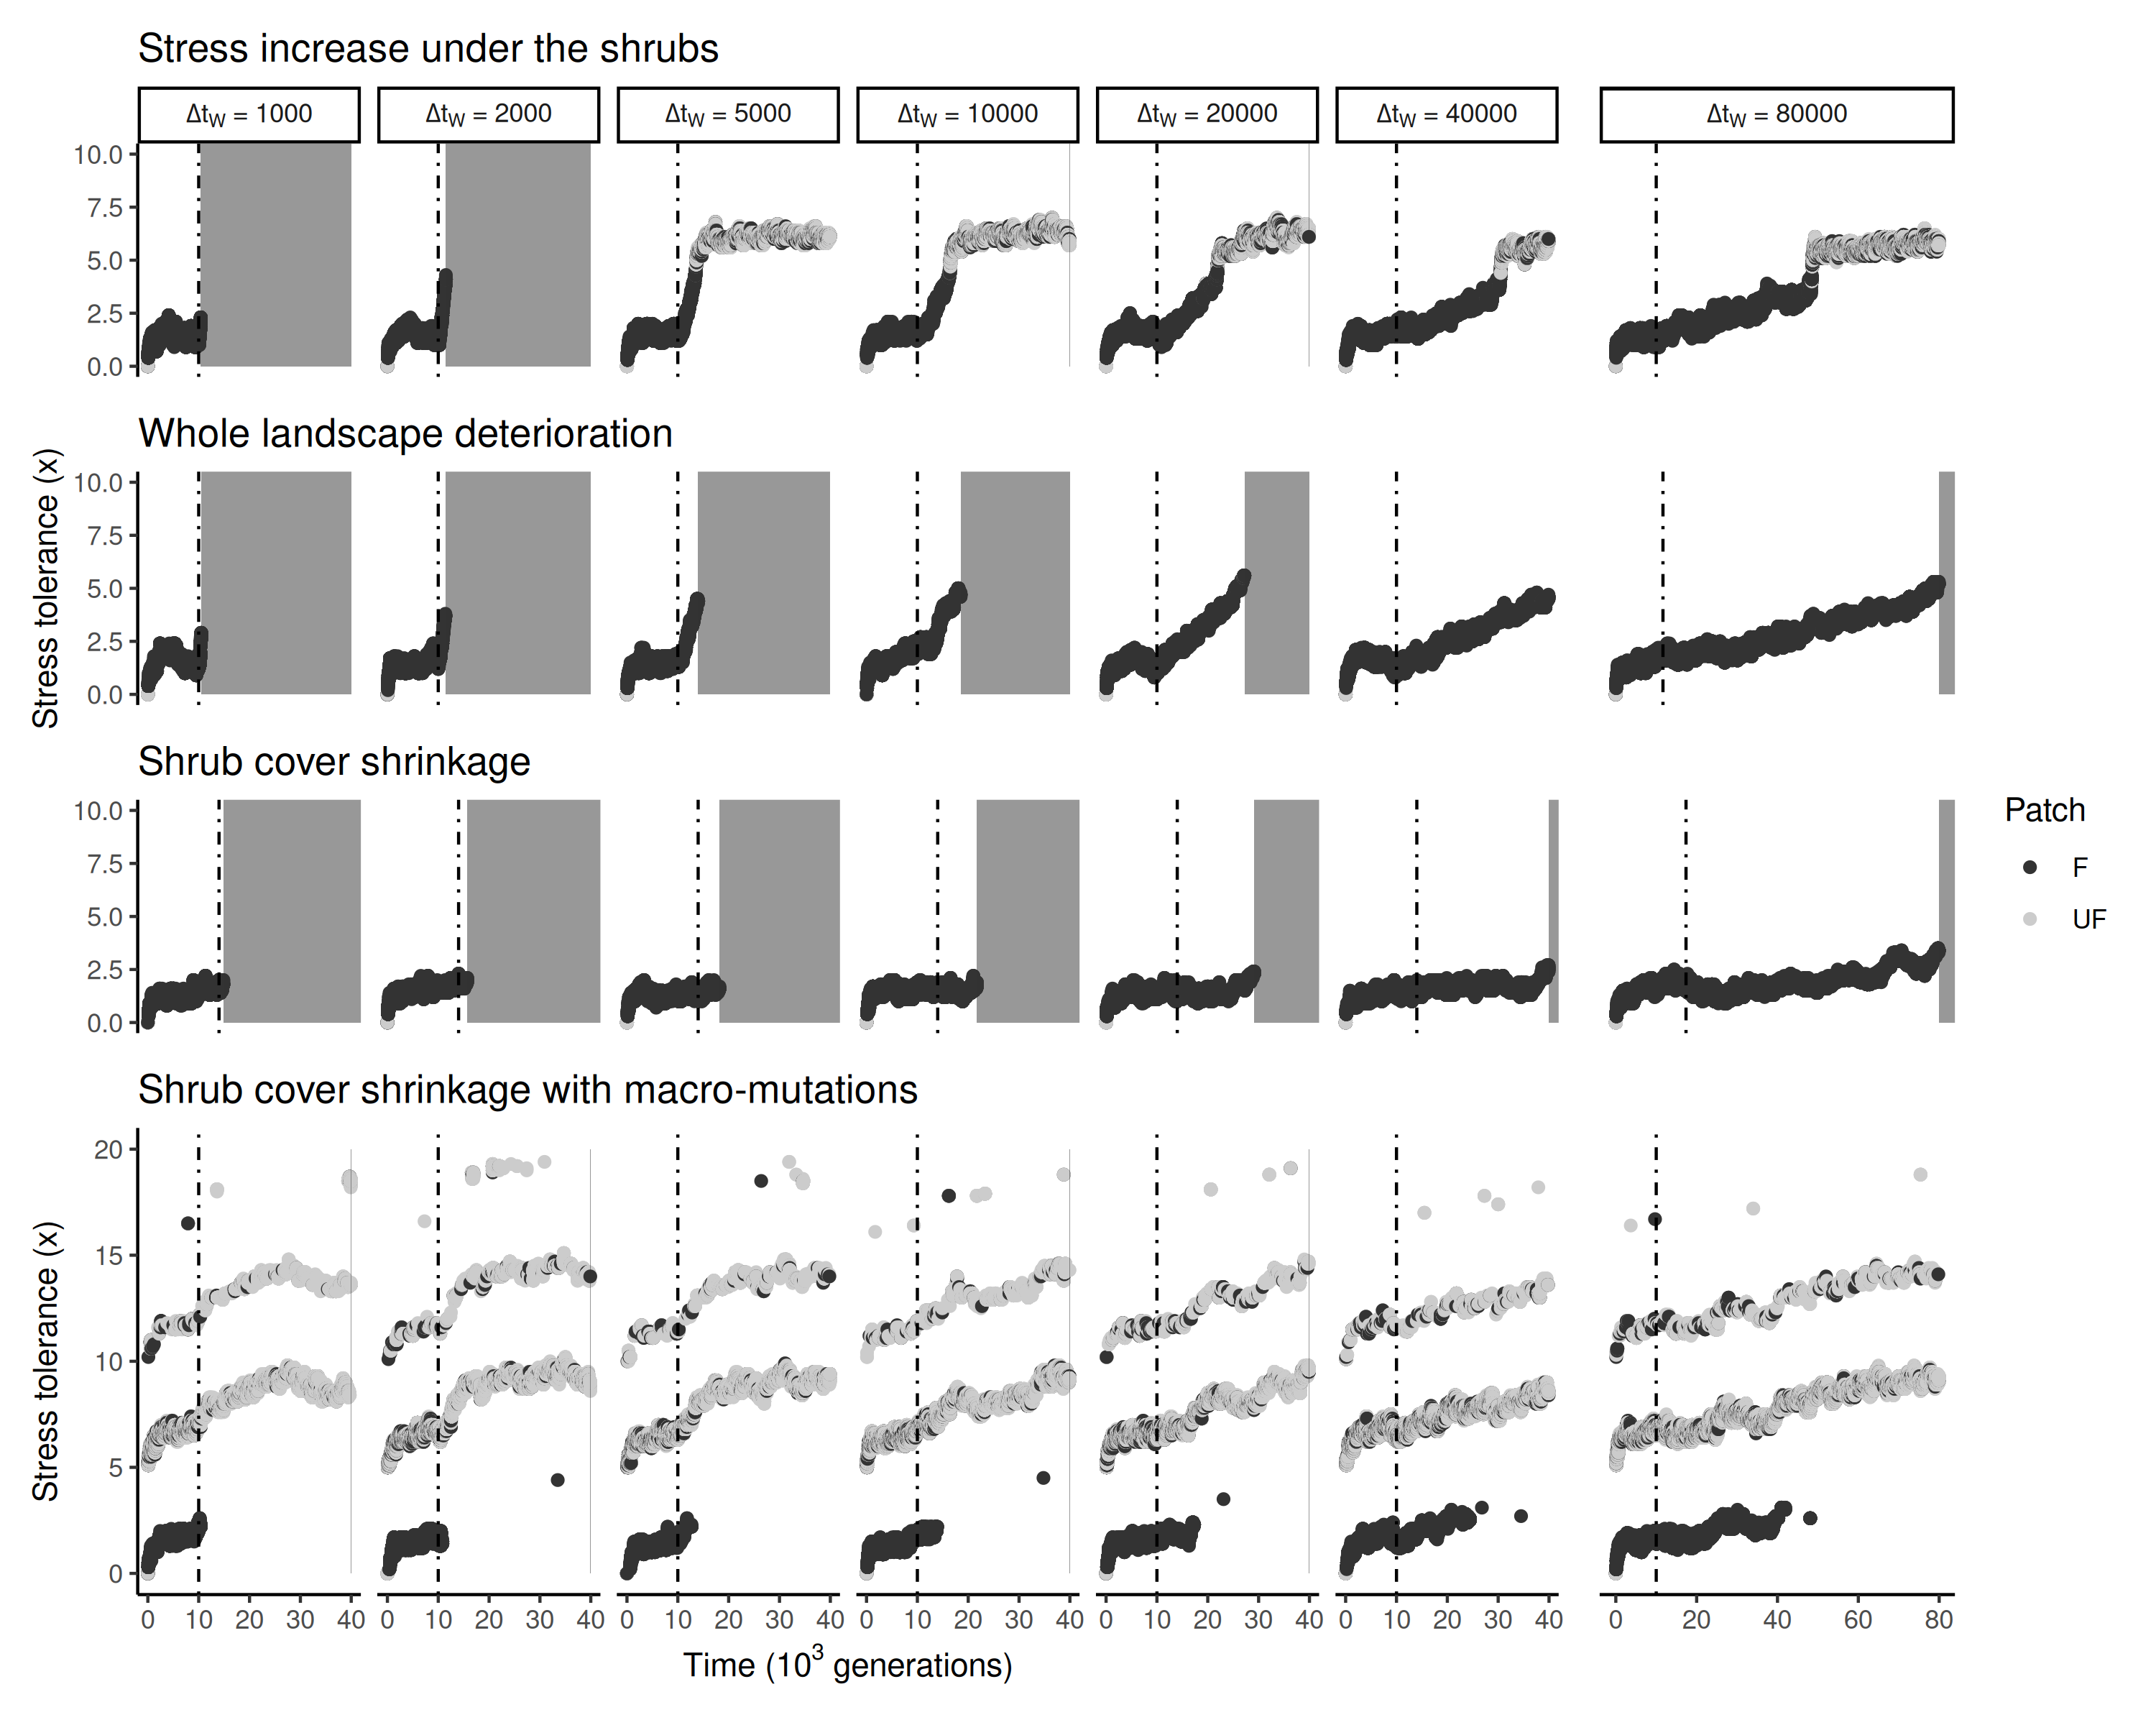 Stress increase under the shrubs
ΔtW = 1000 ΔtW = 2000 ΔtW = 5000 ΔtW = 10000 ΔtW = 20000 ΔtW = 40000 ΔtW = 80000
10.0
7.5
5.0
2.5
0.0
Whole landscape deterioration
10.0
7.5
5.0
2.5
0.0
Stress tolerance (x)
Shrub cover shrinkage
10.0
7.5
5.0
2.5
0.0
Patch
F
UF
Shrub cover shrinkage with macro-mutations
20
15
10
5
0
Stress tolerance (x)
0 10 20 30 40 0 10 20 30 40 0 10 20 30 40 0 10 20 30 40 0 10 20 30 40 0 10 20 30 40 0 20 40 60 80
Time (10³ generations)